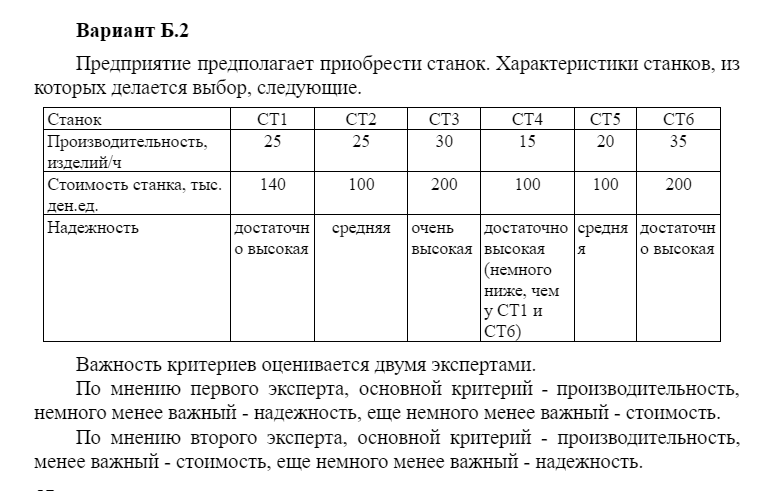 Вариант Б.2
Предприятие предполагает приобрести станок. Характеристики станков, из
которых делается выбор, следующие.
Станок СТ1 СТ2 СТ3 СТ4 СТ5 СТ6
Производительность, 25 25 30 15 20 35
изделий/ч
Стоимость станка, тыс. 140 100 200 100 100 200
ден.ед.
Надежность достаточн средняя очень достаточно средня достаточн
о высокая высокая высокая я о высокая
(немного
ниже, чем
у СТ1 и
СТ6)
Важность критериев оценивается двумя экспертами.
По мнению первого эксперта, основной критерий - производительность,
немного менее важный - надежность, еще немного менее важный - стоимость.
По мнению второго эксперта, основной критерий - производительность,
менее важный - стоимость, еще немного менее важный - надежность.